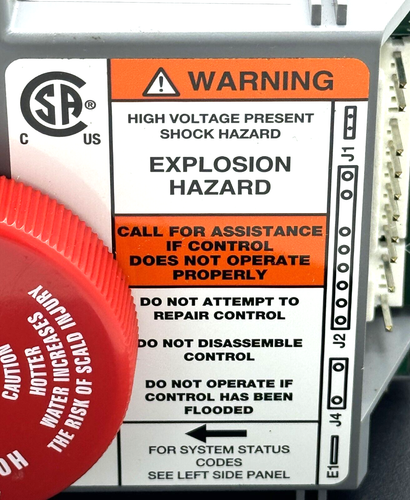 CSA®
C US
WARNING
HIGH VOLTAGE PRESENT
SHOCK HAZARD
EXPLOSION
HAZARD
CALL FOR ASSISTANCE
IF CONTROL
DOES NOT OPERATE
PROPERLY
DO NOT ATTEMPT TO
REPAIR CONTROL
DO NOT DISASSEMBLE
CONTROL
DO NOT OPERATE IF
CONTROL HAS BEEN
FLOODED
FOR SYSTEM STATUS
CODES
SEE LEFT SIDE PANEL
J1
J2
J4
E1
CAUTION
HOTTER
WATER INCREASES
THE RISK OF SCALD INJURY